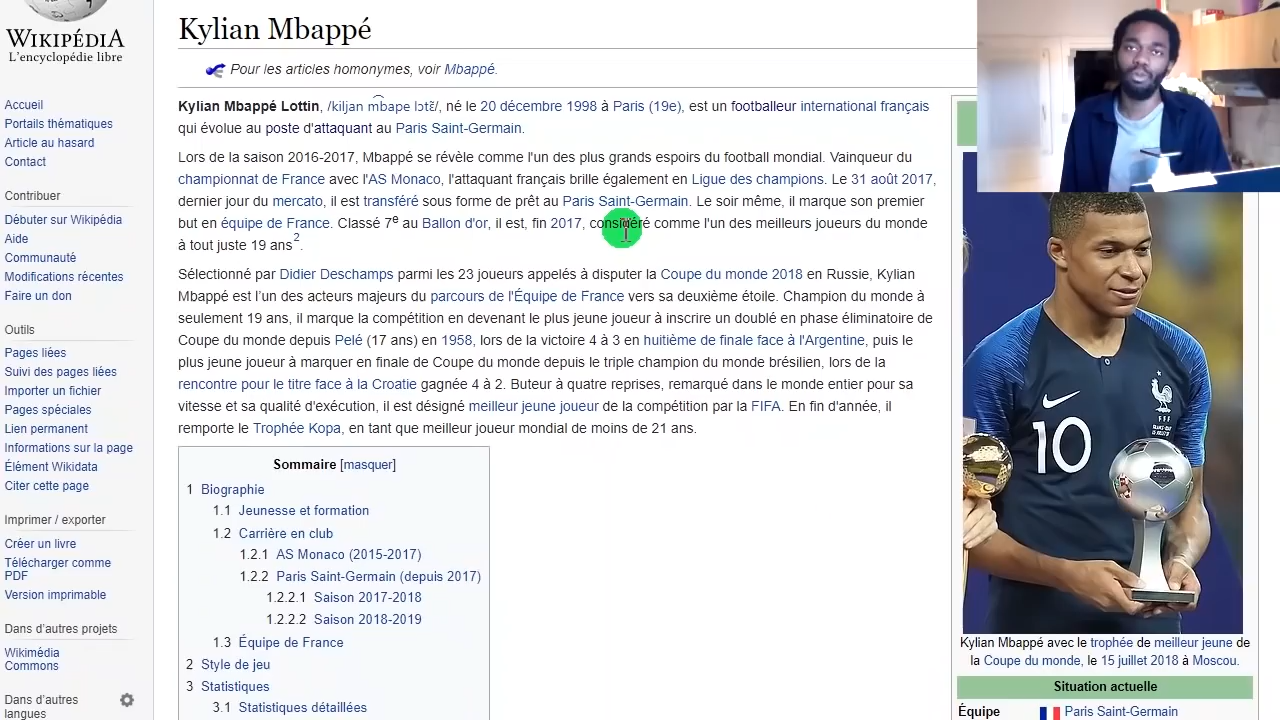 WIKIPÉDIA
L'encyclopédie libre
Accueil
Portails thématiques
Article au hasard
Contact
Contribuer
Débuter sur Wikipédia
Aide
Communauté
Modifications récentes
Faire un don
Outils
Pages liées
Suivi des pages liées
Importer un fichier
Pages spéciales
Lien permanent
Informations sur la page
Élément Wikidata
Citer cette page
Imprimer / exporter
Créer un livre
Télécharger comme
PDF
Version imprimable
Dans d'autres projets
Wikimédia
Commons
Dans d'autres
langues
Kylian Mbappé
Pour les articles homonymes, voir Mbappé.
Kylian Mbappé Lottin, /kiljan m͡bape lɔtɛ̃/, né le 20 décembre 1998 à Paris (19e), est un footballeur international français
qui évolue au poste d'attaquant au Paris Saint-Germain.
Lors de la saison 2016-2017, Mbappé se révèle comme l'un des plus grands espoirs du football mondial. Vainqueur du
championnat de France avec l'AS Monaco, l'attaquant français brille également en Ligue des champions. Le 31 août 2017,
dernier jour du mercato, il est transféré sous forme de prêt au Paris Saint-Germain. Le soir même, il marque son premier
but en équipe de France. Classé 7e au Ballon d'or, il est, fin 2017, considéré comme l'un des meilleurs joueurs du monde
à tout juste 19 ans2.
Sélectionné par Didier Deschamps parmi les 23 joueurs appelés à disputer la Coupe du monde 2018 en Russie, Kylian
Mbappé est l'un des acteurs majeurs du parcours de l'Équipe de France vers sa deuxième étoile. Champion du monde à
seulement 19 ans, il marque la compétition en devenant le plus jeune joueur à inscrire un doublé en phase éliminatoire de
Coupe du monde depuis Pelé (17 ans) en 1958, lors de la victoire 4 à 3 en huitième de finale face à l'Argentine, puis le
plus jeune joueur à marquer en finale de Coupe du monde depuis le triple champion du monde brésilien, lors de la
rencontre pour le titre face à la Croatie gagnée 4 à 2. Buteur à quatre reprises, remarqué dans le monde entier pour sa
vitesse et sa qualité d'exécution, il est désigné meilleur jeune joueur de la compétition par la FIFA. En fin d'année, il
remporte le Trophée Kopa, en tant que meilleur joueur mondial de moins de 21 ans.
Sommaire [masquer]
1 Biographie
1.1 Jeunesse et formation
1.2 Carrière en club
1.2.1 AS Monaco (2015-2017)
1.2.2 Paris Saint-Germain (depuis 2017)
1.2.2.1 Saison 2017-2018
1.2.2.2 Saison 2018-2019
1.3 Équipe de France
2 Style de jeu
3 Statistiques
3.1 Statistiques détaillées
10
Kylian Mbappé avec le trophée de meilleur jeune de
la Coupe du monde, le 15 juillet 2018 à Moscou.
Situation actuelle
Équipe Paris Saint-Germain